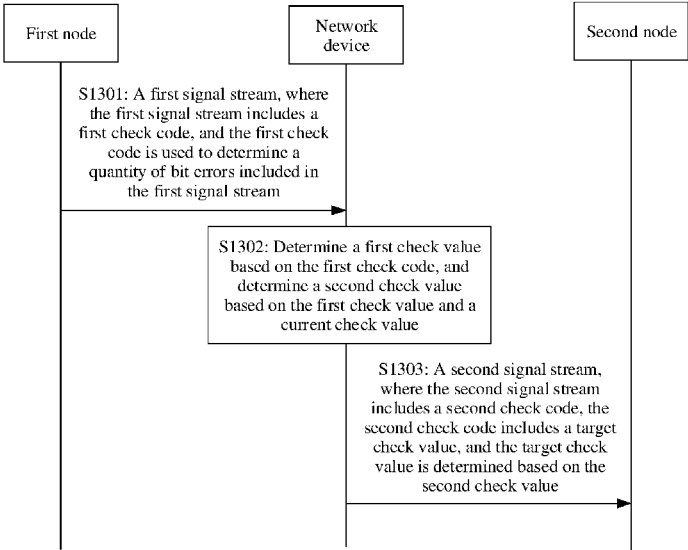 First node
Network
device
Second node
S1301: A first signal stream, where
the first signal stream includes a
first check code, and the first check
code is used to determine a
quantity of bit errors included in
the first signal stream
S1302: Determine a first check value
based on the first check code, and
determine a second check value
based on the first check value and a
current check value
S1303: A second signal stream,
where the second signal stream
includes a second check code, the
second check code includes a target
check value, and the target check
value is determined based on the
second check value